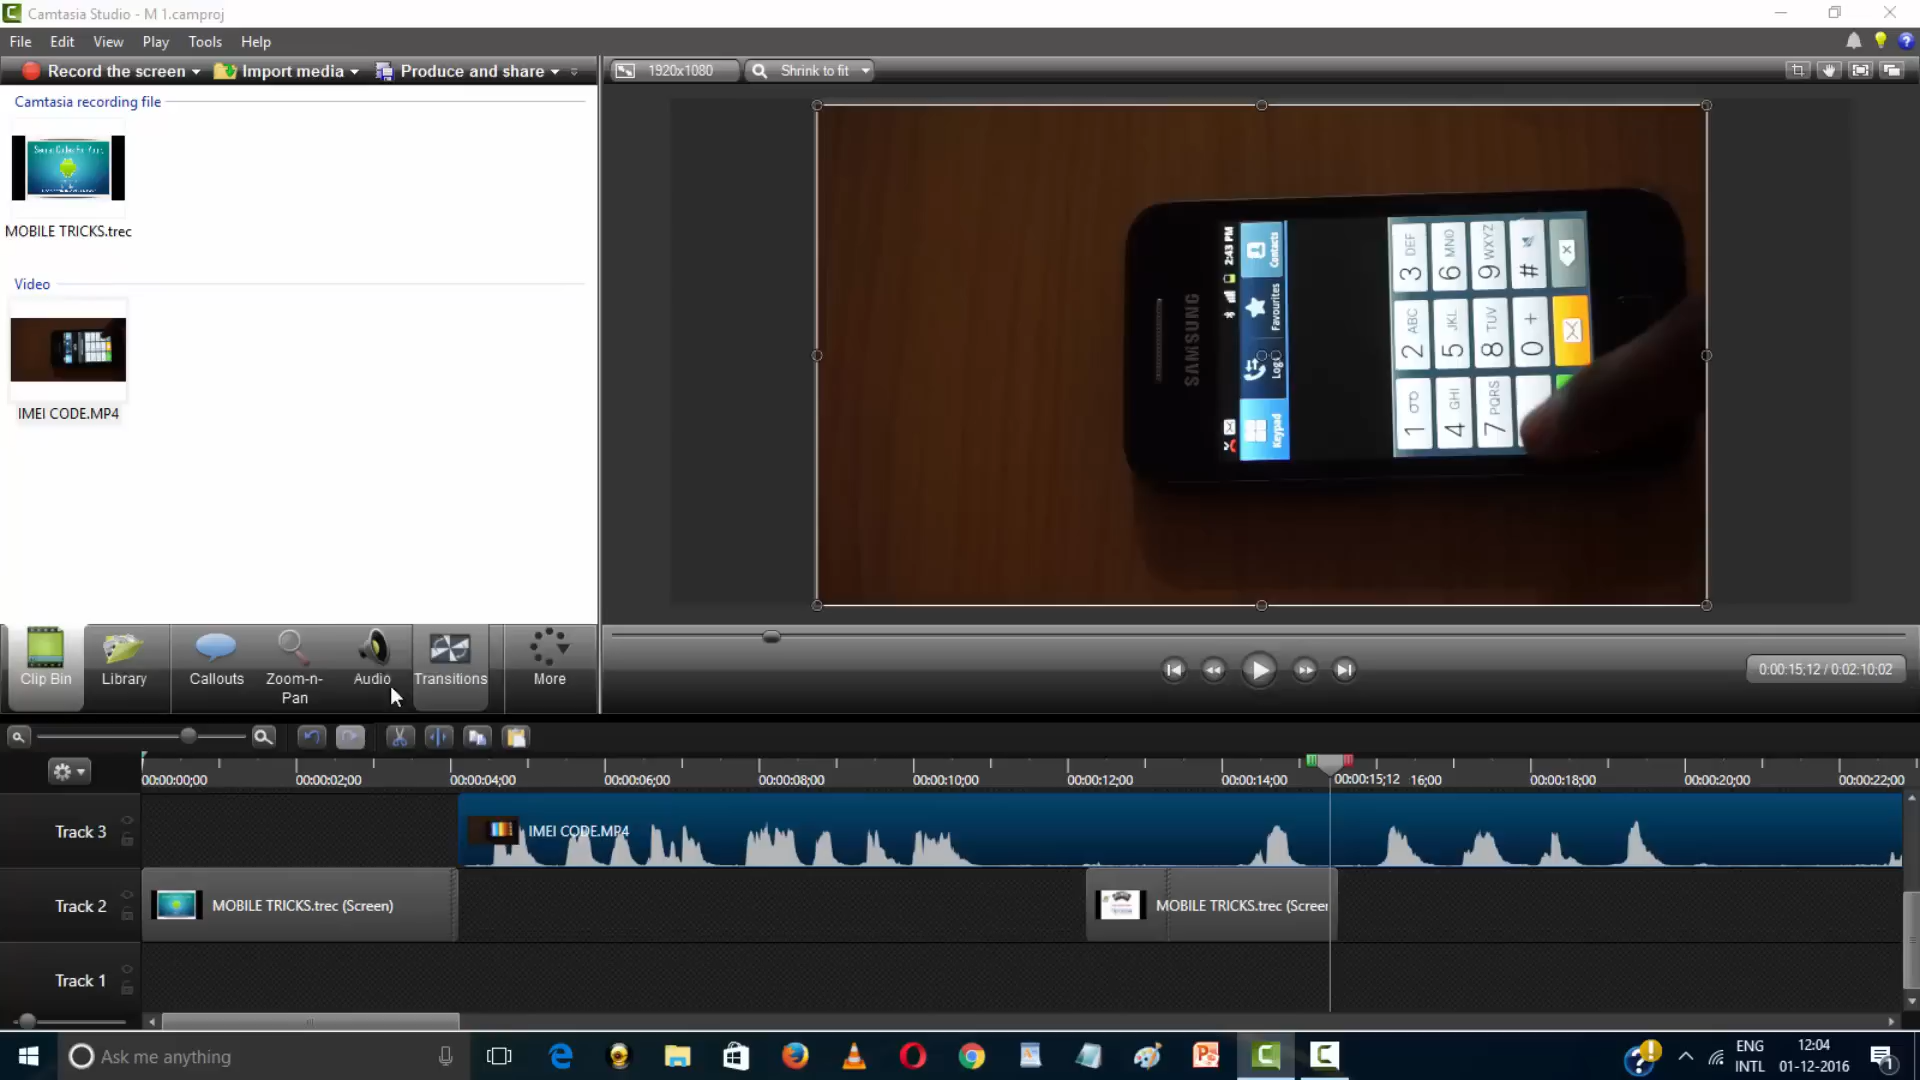 Camtasia Studio - M 1.camproj
File Edit View Play Tools Help
Record the screen Import media Produce and share
1920x1080 Shrink to fit
Camtasia recording file
MOBILE TRICKS.trec
Video
IMEI CODE.MP4
SAMSUNG
2:43 PM
Contacts
Favourites
Logs
Keypad
3 DEF
6 MNO
9 WXYZ
#
2 ABC
5 JKL
8 TUV
0 +
1
4 GHI
7 PQRS
Clip Bin
Library
Callouts
Zoom-n-
Pan
Audio
Transitions
More
0:00:15;12 / 0:02:10;02
00:00:00;00 00:00:02;00 00:00:04;00 00:00:06;00 00:00:08;00 00:00:10;00 00:00:12;00 00:00:14;00 00:00:15;12 16;00 00:00:18;00 00:00:20;00 00:00:22;00
Track 3
IMEI CODE.MP4
Track 2
MOBILE TRICKS.trec (Screen)
MOBILE TRICKS.trec (Screen
Track 1
Ask me anything
ENG
INTL
12:04
01-12-2016
1